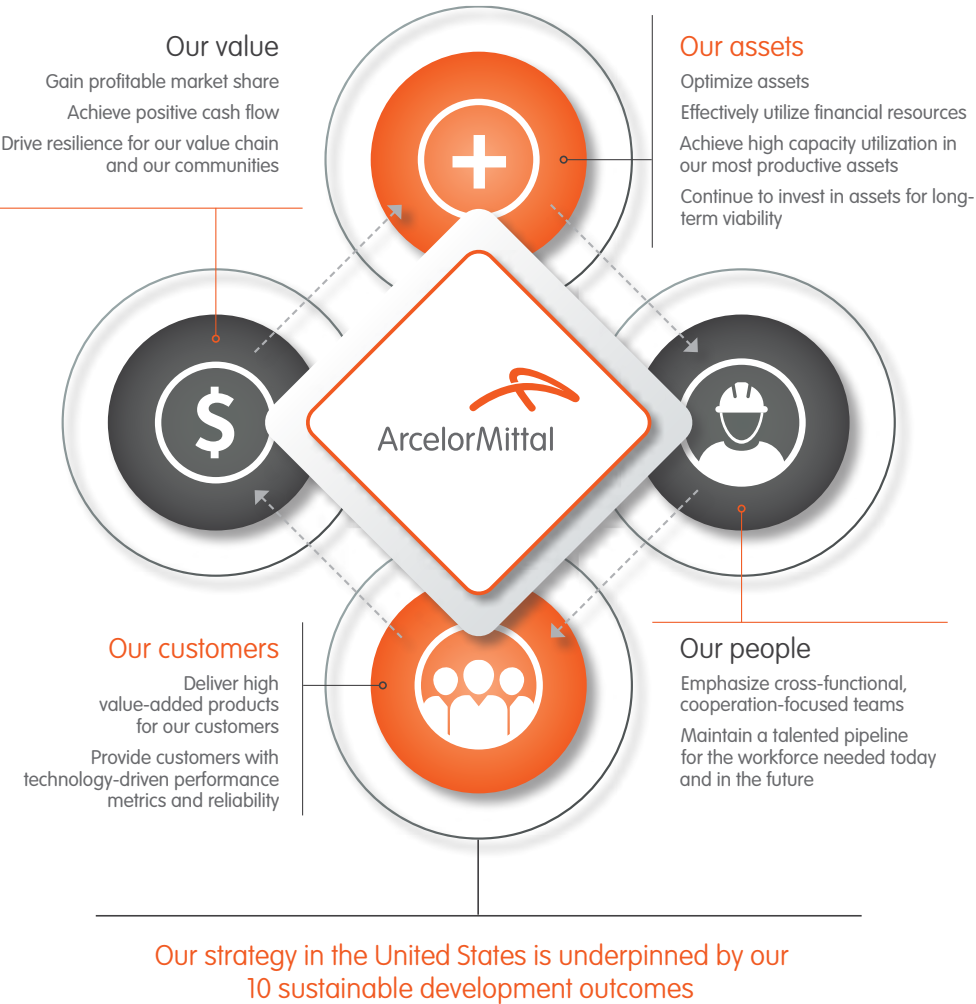 Our value
Gain profitable market share
Achieve positive cash flow
Drive resilience for our value chain
and our communities
Our assets
Optimize assets
Effectively utilize financial resources
Achieve high capacity utilization in
our most productive assets
Continue to invest in assets for long-
term viability
$
ArcelorMittal
Our customers
Deliver high
value-added products
for our customers
Provide customers with
technology-driven performance
metrics and reliability
Our people
Emphasize cross-functional,
cooperation-focused teams
Maintain a talented pipeline
for the workforce needed today
and in the future
Our strategy in the United States is underpinned by our
10 sustainable development outcomes